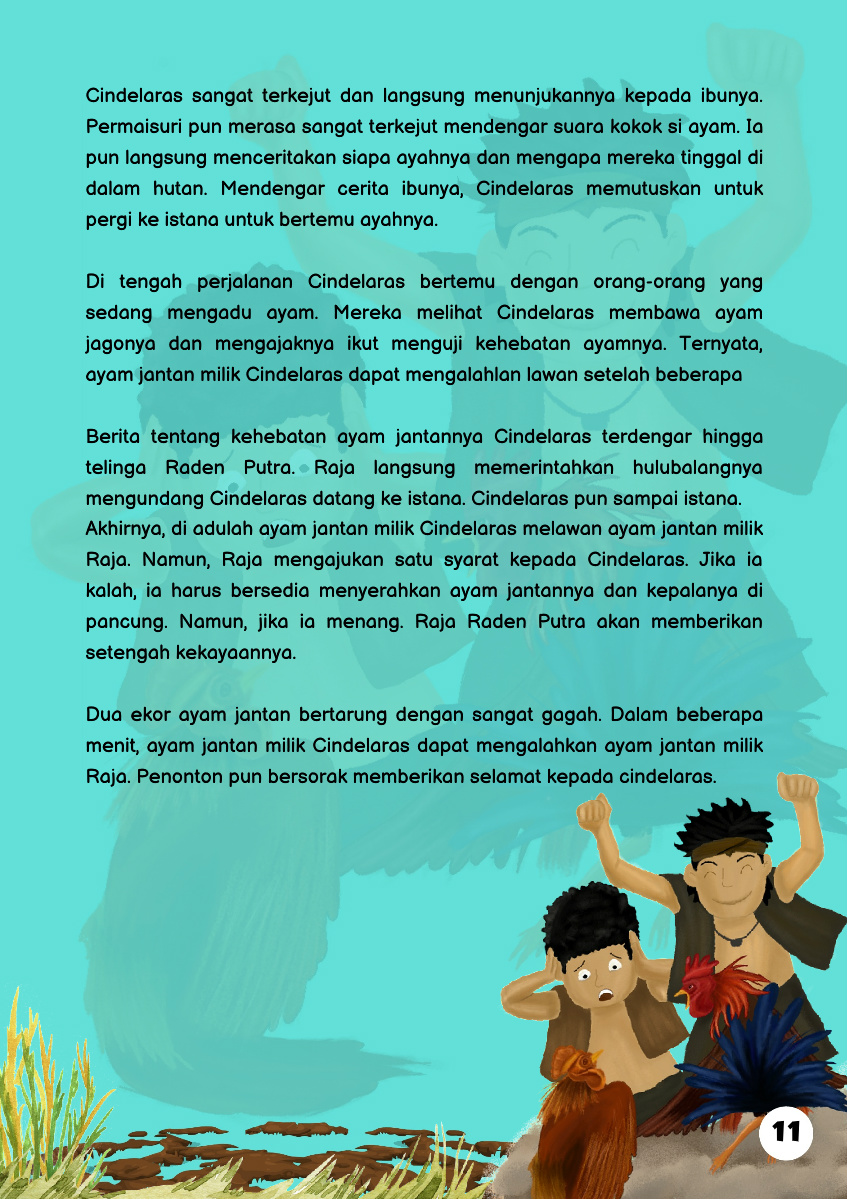 Cindelaras sangat terkejut dan langsung menunjukannya kepada ibunya.
Permaisuri pun merasa sangat terkejut mendengar suara kokok si ayam. Ia
pun langsung menceritakan siapa ayahnya dan mengapa mereka tinggal di
dalam hutan. Mendengar cerita ibunya, Cindelaras memutuskan untuk
pergi ke istana untuk bertemu ayahnya.
Di tengah perjalanan Cindelaras bertemu dengan orang-orang yang
sedang mengadu ayam. Mereka melihat Cindelaras membawa ayam
jagonya dan mengajaknya ikut menguji kehebatan ayamnya. Ternyata,
ayam jantan milik Cindelaras dapat mengalahlan lawan setelah beberapa
Berita tentang kehebatan ayam jantannya Cindelaras terdengar hingga
telinga Raden Putra. Raja langsung memerintahkan hulubalangnya
mengundang Cindelaras datang ke istana. Cindelaras pun sampai istana.
Akhirnya, di adulah ayam jantan milik Cindelaras melawan ayam jantan milik
Raja. Namun, Raja mengajukan satu syarat kepada Cindelaras. Jika ia
kalah, ia harus bersedia menyerahkan ayam jantannya dan kepalanya di
pancung. Namun, jika ia menang. Raja Raden Putra akan memberikan
setengah kekayaannya.
Dua ekor ayam jantan bertarung dengan sangat gagah. Dalam beberapa
menit, ayam jantan milik Cindelaras dapat mengalahkan ayam jantan milik
Raja. Penonton pun bersorak memberikan selamat kepada cindelaras.
11